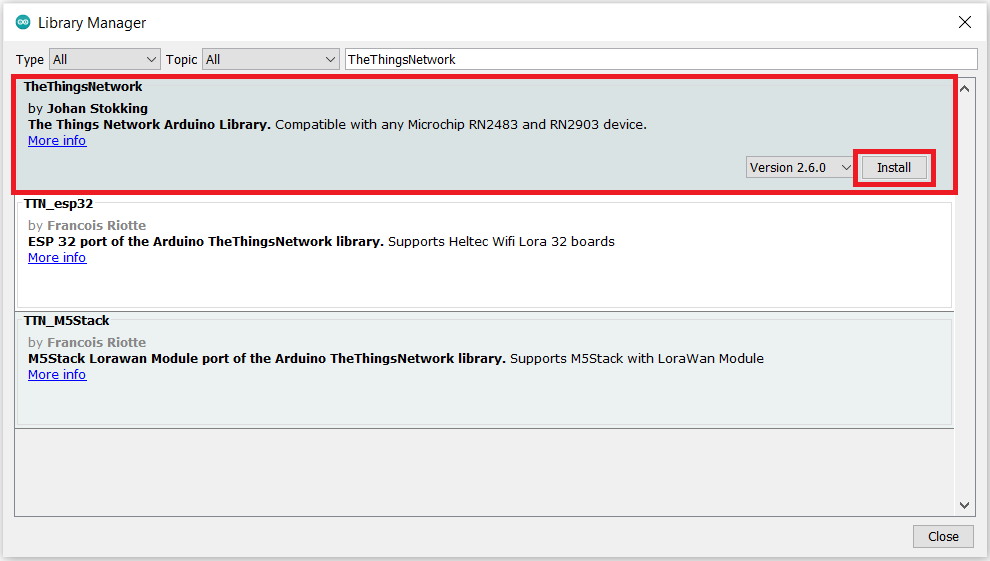 Library Manager
Type All Topic All TheThingsNetwork
TheThingsNetwork
by Johan Stokking
The Things Network Arduino Library. Compatible with any Microchip RN2483 and RN2903 device.
More info
Version 2.6.0 Install
TTN_esp32
by Francois Riotte
ESP 32 port of the Arduino TheThingsNetwork library. Supports Heltec Wifi Lora 32 boards
More info
TTN_M5Stack
by Francois Riotte
M5Stack Lorawan Module port of the Arduino TheThingsNetwork library. Supports M5Stack with LoraWan Module
More info
Close